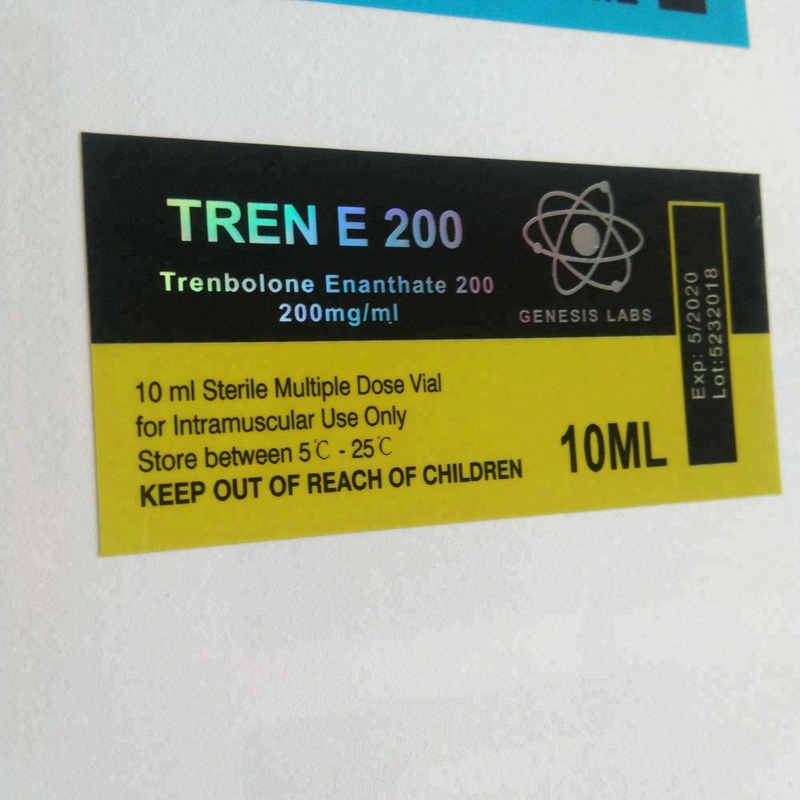 TREN E 200
Trenbolone Enanthate 200
200mg/ml
GENESIS LABS
Exp: 5/2020
Lot:5232018
10 ml Sterile Multiple Dose Vial
for Intramuscular Use Only
Store between 5℃ - 25℃
KEEP OUT OF REACH OF CHILDREN
10ML